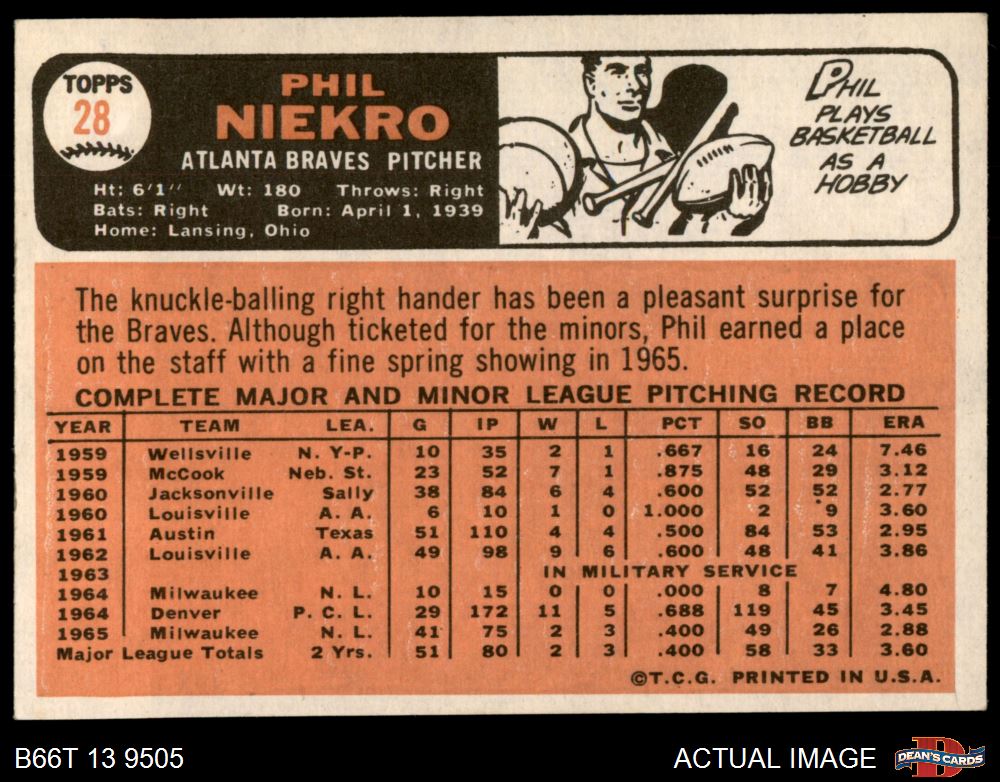 TOPPS
28
PHIL
NIEKRO
ATLANTA BRAVES PITCHER
Ht: 6'1" Wt: 180 Throws: Right
Bats: Right Born: April 1, 1939
Home: Lansing, Ohio
PHIL
PLAYS
BASKETBALL
AS A
HOBBY
The knuckle-balling right hander has been a pleasant surprise for
the Braves. Although ticketed for the minors, Phil earned a place
on the staff with a fine spring showing in 1965.
COMPLETE MAJOR AND MINOR LEAGUE PITCHING RECORD
YEAR TEAM LEA. G IP W L PCT SO BB ERA
1959 Wellsville N. Y-P. 10 35 2 1 .667 16 24 7.46
1959 McCook Neb. St. 23 52 7 1 .875 48 29 3.12
1960 Jacksonville Sally 38 84 6 4 .600 52 52 2.77
1960 Louisville A. A. 6 10 1 0 1.000 2 9 3.60
1961 Austin Texas 51 110 4 4 .500 84 53 2.95
1962 Louisville A. A. 49 98 9 6 .600 48 41 3.86
1963 IN MILITARY SERVICE
1964 Milwaukee N. L. 10 15 0 0 .000 8 7 4.80
1964 Denver P. C. L. 29 172 11 5 .688 119 45 3.45
1965 Milwaukee N. L. 41 75 2 3 .400 49 26 2.88
Major League Totals 2 Yrs. 51 80 2 3 .400 58 33 3.60
©T.C.G. PRINTED IN U.S.A.
B66T 13 9505
ACTUAL IMAGE
D
DEAN'S CARDS